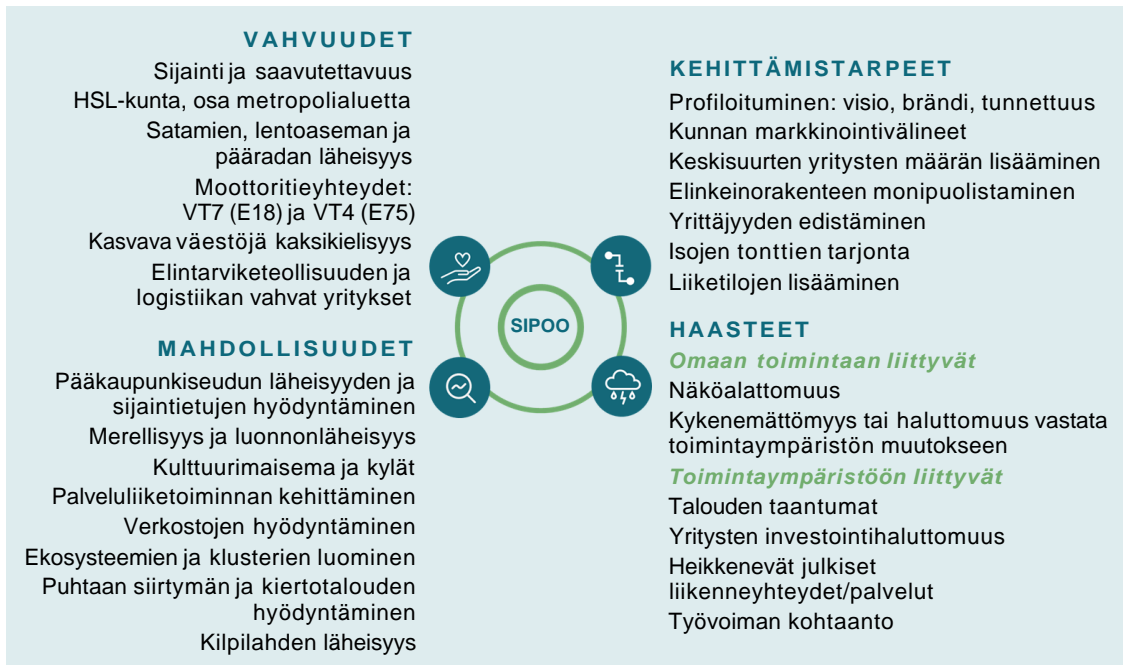 VAHVUUDET
Sijainti ja saavutettavuus
HSL-kunta, osa metropolialuetta
Satamien, lentoaseman ja
pääradan läheisyys
Moottoritieyhteydet:
VT7 (E18) ja VT4 (E75)
Kasvava väestöjä kaksikielisyys
Elintarviketeollisuuden ja
logistiikan vahvat yritykset
MAHDOLLISUUDET
Pääkaupunkiseudun läheisyyden ja
sijaintietujen hyödyntäminen
Merellisyys ja luonnonläheisyys
Kulttuurimaisema ja kylät
Palveluliiketoiminnan kehittäminen
Verkostojen hyödyntäminen
Ekosysteemien ja klusterien luominen
Puhtaan siirtymän ja kiertotalouden
hyödyntäminen
Kilpilahden läheisyys
SIPOO
KEHITTÄMISTARPEET
Profiloituminen: visio, brändi, tunnettuus
Kunnan markkinointivälineet
Keskisuurten yritysten määrän lisääminen
Elinkeinorakenteen monipuolistaminen
Yrittäjyyden edistäminen
Isojen tonttien tarjonta
Liiketilojen lisääminen
HAASTEET
Omaan toimintaan liittyvät
Näköalattomuus
Kykenemättömyys tai haluttomuus vastata
toimintaympäristön muutokseen
Toimintaympäristöön liittyvät
Talouden taantumat
Yritysten investointihaluttomuus
Heikkenevät julkiset
liikenneyhteydet/palvelut
Työvoiman kohtaanto